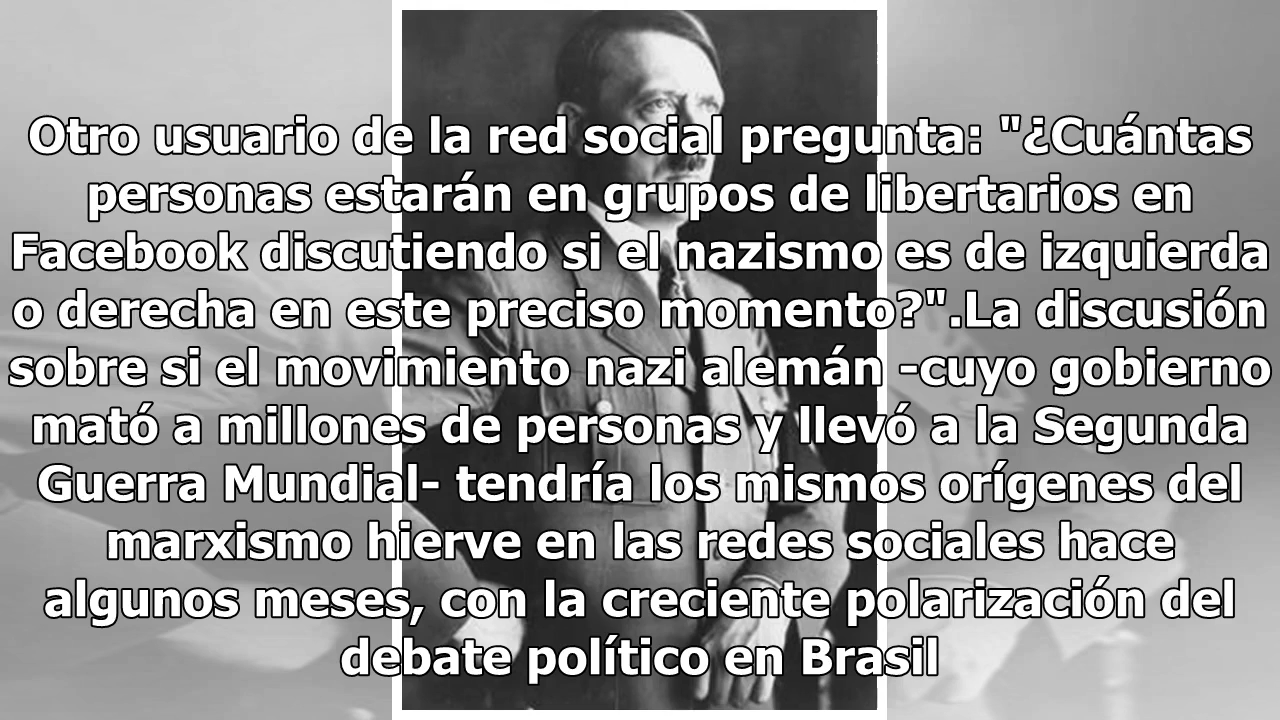 Otro usuario de la red social pregunta: "¿Cuántas
personas estarán en grupos de libertarios en
Facebook discutiendo si el nazismo es de izquierda
o derecha en este preciso momento?".La discusión
sobre si el movimiento nazi alemán -cuyo gobierno
mató a millones de personas y llevó a la Segunda
Guerra Mundial- tendría los mismos orígenes del
marxismo hierve en las redes sociales hace
algunos meses, con la creciente polarización del
debate político en Brasil